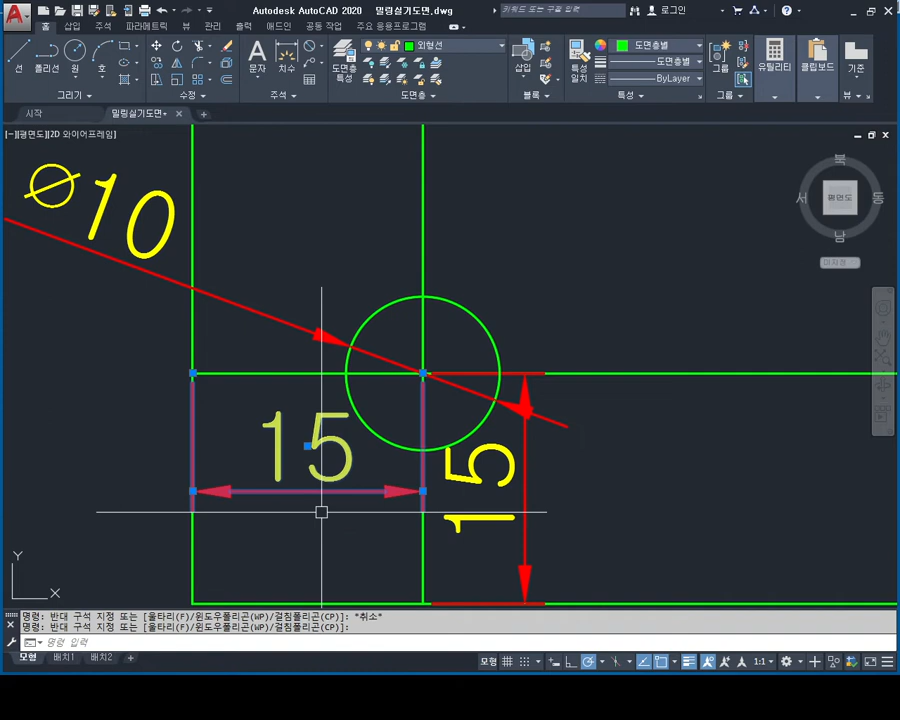 Autodesk AutoCAD 2020 밀링실기도면.dwg
키워드 또는 구문 입력
로그인
홈 삽입 주석 파라메트릭 뷰 관리 출력 애드인 공동 작업 주요 응용프로그램
선 폴리선 원 호
문자 치수
도면층 특성
외형선
삽입
특성 일치
도면층별
도면층별
ByLayer
그룹
유틸리티
클립보드
기준
그리기 수정 주석 도면층 블록 특성 그룹 뷰
시작 밀링실기도면*
[−][평면도][2D 와이어프레임]
북
서
평면도
동
남
미지정
Ø10
15
15
Y
X
명령: 반대 구석 지정 또는 [울타리(F)/윈도우폴리곤(WP)/걸침폴리곤(CP)]: *취소*
명령: 반대 구석 지정 또는 [울타리(F)/윈도우폴리곤(WP)/걸침폴리곤(CP)]:
명령 입력
모형 배치1 배치2
모형
1:1